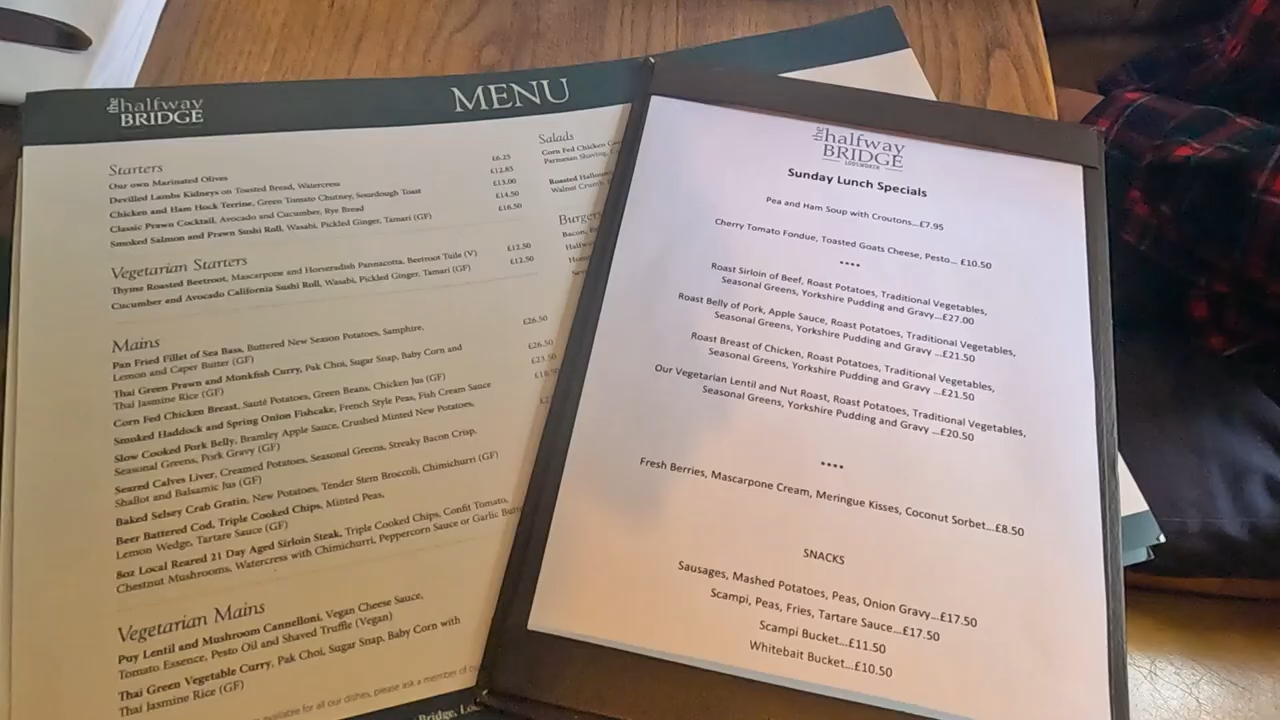 the halfway
BRIDGE
MENU
Starters
Our own Marinated Olives £6.25
Devilled Lambs Kidneys on Toasted Bread, Watercress £12.85
Chicken and Ham Hock Terrine, Green Tomato Chutney, Sourdough Toast £13.00
Classic Prawn Cocktail, Avocado and Cucumber, Rye Bread £14.50
Smoked Salmon and Prawn Sushi Roll, Wasabi, Pickled Ginger, Tamari (GF) £16.50
Vegetarian Starters
Thyme Roasted Beetroot, Mascarpone and Horseradish Pannacotta, Beetroot Tuile (V) £12.50
Cucumber and Avocado California Sushi Roll, Wasabi, Pickled Ginger, Tamari (GF) £12.50
Mains
Pan Fried Fillet of Sea Bass, Buttered New Season Potatoes, Samphire, £26.50
Lemon and Caper Butter (GF)
Thai Green Prawn and Monkfish Curry, Pak Choi, Sugar Snap, Baby Corn and £26.50
Thai Jasmine Rice (GF)
Corn Fed Chicken Breast, Sauté Potatoes, Green Beans, Chicken Jus (GF) £23.50
Smoked Haddock and Spring Onion Fishcake, French Style Peas, Fish Cream Sauce
Slow Cooked Pork Belly, Bramley Apple Sauce, Crushed Minted New Potatoes,
Seasonal Greens, Pork Gravy (GF)
Seared Calves Liver, Creamed Potatoes, Seasonal Greens, Streaky Bacon Crisp,
Shallot and Balsamic Jus (GF)
Baked Selsey Crab Gratin, New Potatoes, Tender Stem Broccoli, Chimichurri (GF)
Beer Battered Cod, Triple Cooked Chips, Minted Peas,
Lemon Wedge, Tartare Sauce (GF)
8oz Local Reared 21 Day Aged Sirloin Steak, Triple Cooked Chips, Confit Tomato,
Chestnut Mushrooms, Watercress with Chimichurri, Peppercorn Sauce or Garlic
Vegetarian Mains
Puy Lentil and Mushroom Cannelloni, Vegan Cheese Sauce,
Tomato Essence, Pesto Oil and Shaved Truffle (Vegan)
Thai Green Vegetable Curry, Pak Choi, Sugar Snap, Baby Corn with
Thai Jasmine Rice (GF)
available for all our dishes, please ask a member of
Bridge,
Salads
Corn Fed Chicken
Parmesan Shaving,
Roasted
Walnut
Burgers
Bacon,
the halfway
BRIDGE
LODSWORTH
Sunday Lunch Specials
Pea and Ham Soup with Croutons...£7.95
Cherry Tomato Fondue, Toasted Goats Cheese, Pesto... £10.50
****
Roast Sirloin of Beef, Roast Potatoes, Traditional Vegetables,
Seasonal Greens, Yorkshire Pudding and Gravy...£27.00
Roast Belly of Pork, Apple Sauce, Roast Potatoes, Traditional Vegetables,
Seasonal Greens, Yorkshire Pudding and Gravy ...£21.50
Roast Breast of Chicken, Roast Potatoes, Traditional Vegetables,
Seasonal Greens, Yorkshire Pudding and Gravy ...£21.50
Our Vegetarian Lentil and Nut Roast, Roast Potatoes, Traditional Vegetables,
Seasonal Greens, Yorkshire Pudding and Gravy ...£20.50
****
Fresh Berries, Mascarpone Cream, Meringue Kisses, Coconut Sorbet...£8.50
SNACKS
Sausages, Mashed Potatoes, Peas, Onion Gravy...£17.50
Scampi, Peas, Fries, Tartare Sauce...£17.50
Scampi Bucket...£11.50
Whitebait Bucket...£10.50